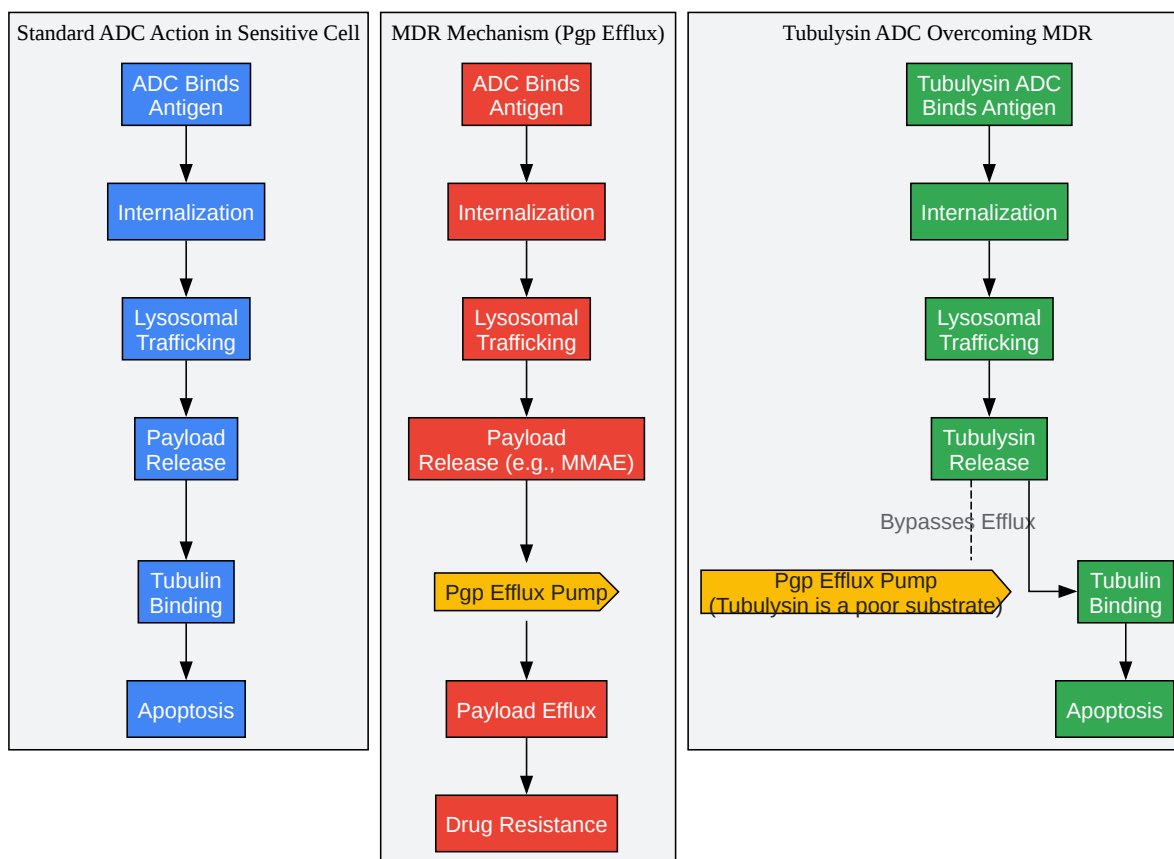 Standard ADC Action in Sensitive Cell
ADC Binds
Antigen
Internalization
Lysosomal
Trafficking
Payload
Release
Tubulin
Binding
Apoptosis
MDR Mechanism (Pgp Efflux)
ADC Binds
Antigen
Internalization
Lysosomal
Trafficking
Payload
Release (e.g., MMAE)
Pgp Efflux Pump
Payload Efflux
Drug Resistance
Tubulysin ADC Overcoming MDR
Tubulysin ADC
Binds Antigen
Internalization
Lysosomal
Trafficking
Tubulysin
Release
Bypasses Efflux
Pgp Efflux Pump
(Tubulysin is a poor substrate)
Tubulin
Binding
Apoptosis